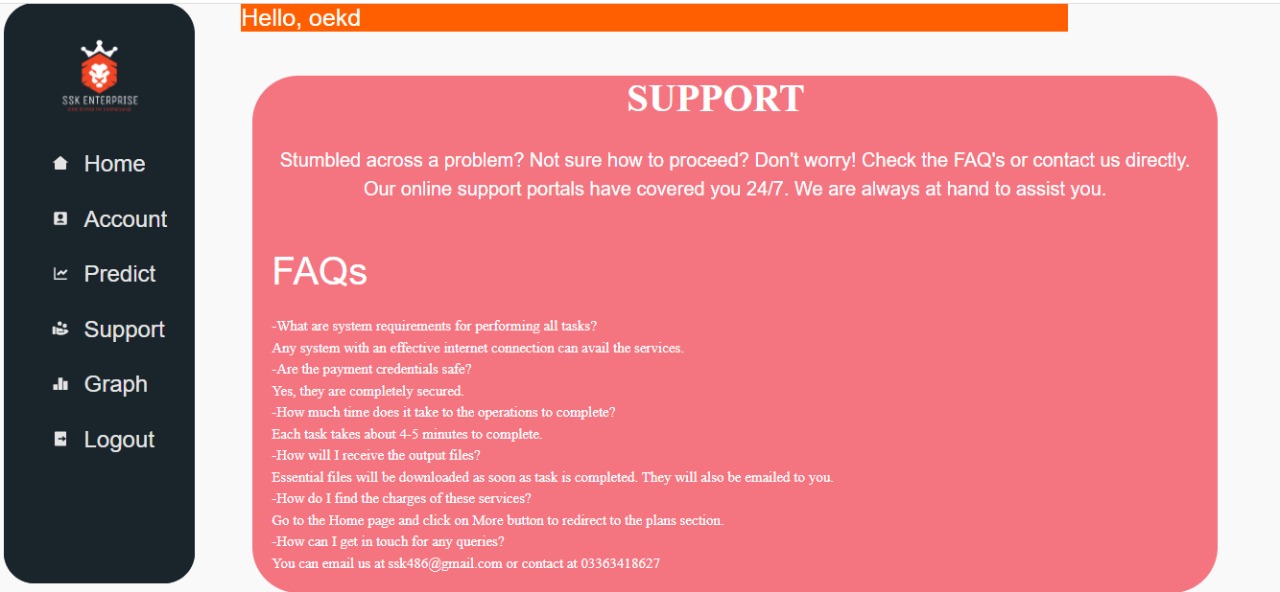 Hello, oekd
SSK ENTERPRISE
Home
Account
Predict
Support
Graph
Logout
SUPPORT
Stumbled across a problem? Not sure how to proceed? Don't worry! Check the FAQ's or contact us directly.
Our online support portals have covered you 24/7. We are always at hand to assist you.
FAQs
-What are system requirements for performing all tasks?
Any system with an effective internet connection can avail the services.
-Are the payment credentials safe?
Yes, they are completely secured.
-How much time does it take to the operations to complete?
Each task takes about 4-5 minutes to complete.
-How will I receive the output files?
Essential files will be downloaded as soon as task is completed. They will also be emailed to you.
-How do I find the charges of these services?
Go to the Home page and click on More button to redirect to the plans section.
-How can I get in touch for any queries?
You can email us at ssk486@gmail.com or contact at 03363418627